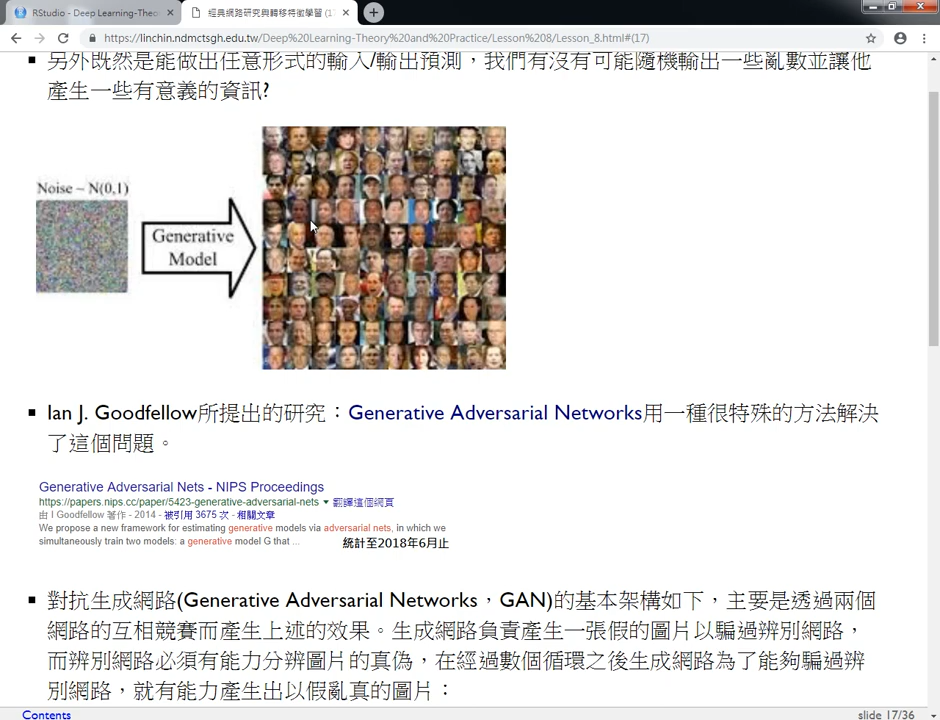 RStudio - Deep Learning-Theo
經典網路研究與轉移特徵學習 (1
https://linchin.ndmctsgh.edu.tw/Deep%20Learning-Theory%20and%20Practice/Lesson%208/Lesson_8.html#(17)
另外既然是能做出任意形式的輸入/輸出預測，我們有沒有可能隨機輸出一些亂數並讓他
產生一些有意義的資訊?
Noise ~ N(0,1)
Generative
Model
Ian J. Goodfellow所提出的研究：Generative Adversarial Networks用一種很特殊的方法解決
了這個問題。
Generative Adversarial Nets - NIPS Proceedings
https://papers.nips.cc/paper/5423-generative-adversarial-nets 翻譯這個網頁
由 I Goodfellow 著作 - 2014 - 被引用 3675 次 - 相關文章
We propose a new framework for estimating generative models via adversarial nets, in which we
simultaneously train two models: a generative model G that ...
統計至2018年6月止
對抗生成網路(Generative Adversarial Networks，GAN)的基本架構如下，主要是透過兩個
網路的互相競賽而產生上述的效果。生成網路負責產生一張假的圖片以騙過辨別網路，
而辨別網路必須有能力分辨圖片的真偽，在經過數個循環之後生成網路為了能夠騙過辨
別網路，就有能力產生出以假亂真的圖片：
Contents
slide 17/36